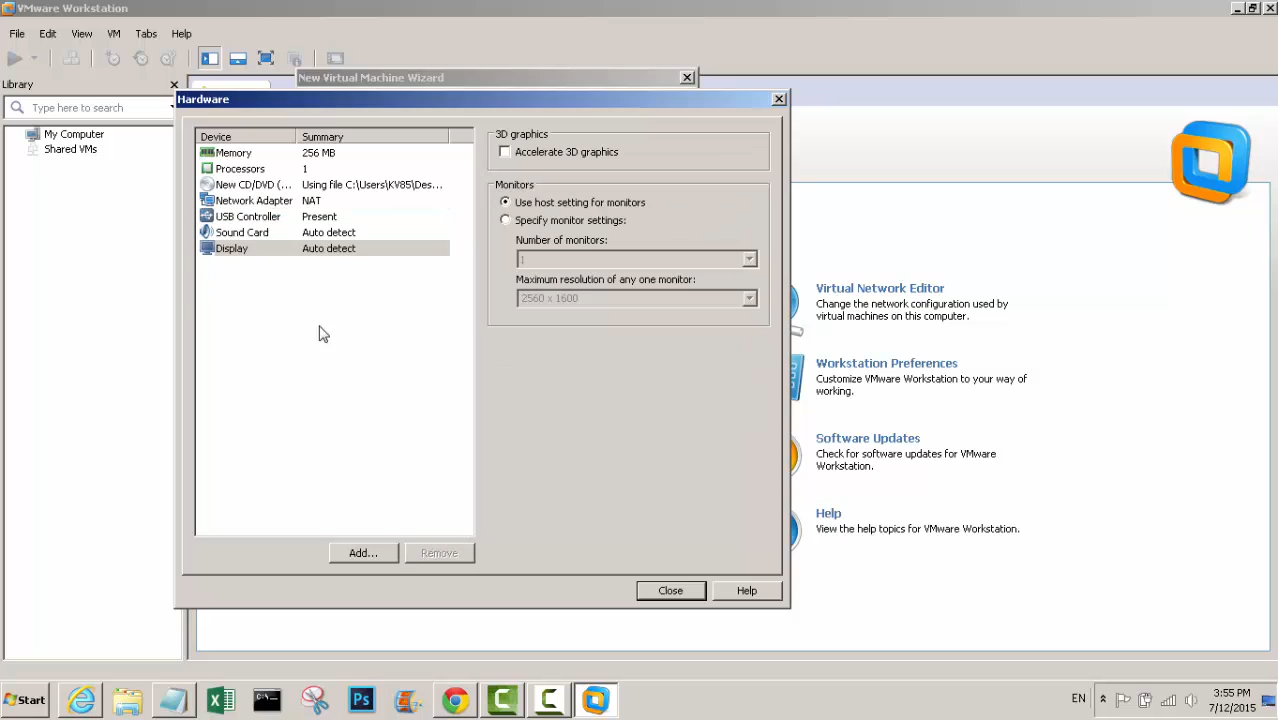 VMware Workstation
File Edit View VM Tabs Help
Library
Type here to search
My Computer
Shared VMs
New Virtual Machine Wizard
Hardware
Device Summary
Memory 256 MB
Processors 1
New CD/DVD (... Using file C:\Users\KV85\Des...
Network Adapter NAT
USB Controller Present
Sound Card Auto detect
Display Auto detect
Add... Remove
3D graphics
Accelerate 3D graphics
Monitors
Use host setting for monitors
Specify monitor settings:
Number of monitors:
1
Maximum resolution of any one monitor:
2560 x 1600
Close Help
Virtual Network Editor
Change the network configuration used by
virtual machines on this computer.
Workstation Preferences
Customize VMware Workstation to your way of
working.
Software Updates
Check for software updates for VMware
Workstation.
Help
View the help topics for VMware Workstation.
Start
Ps
EN
3:55 PM
7/12/2015